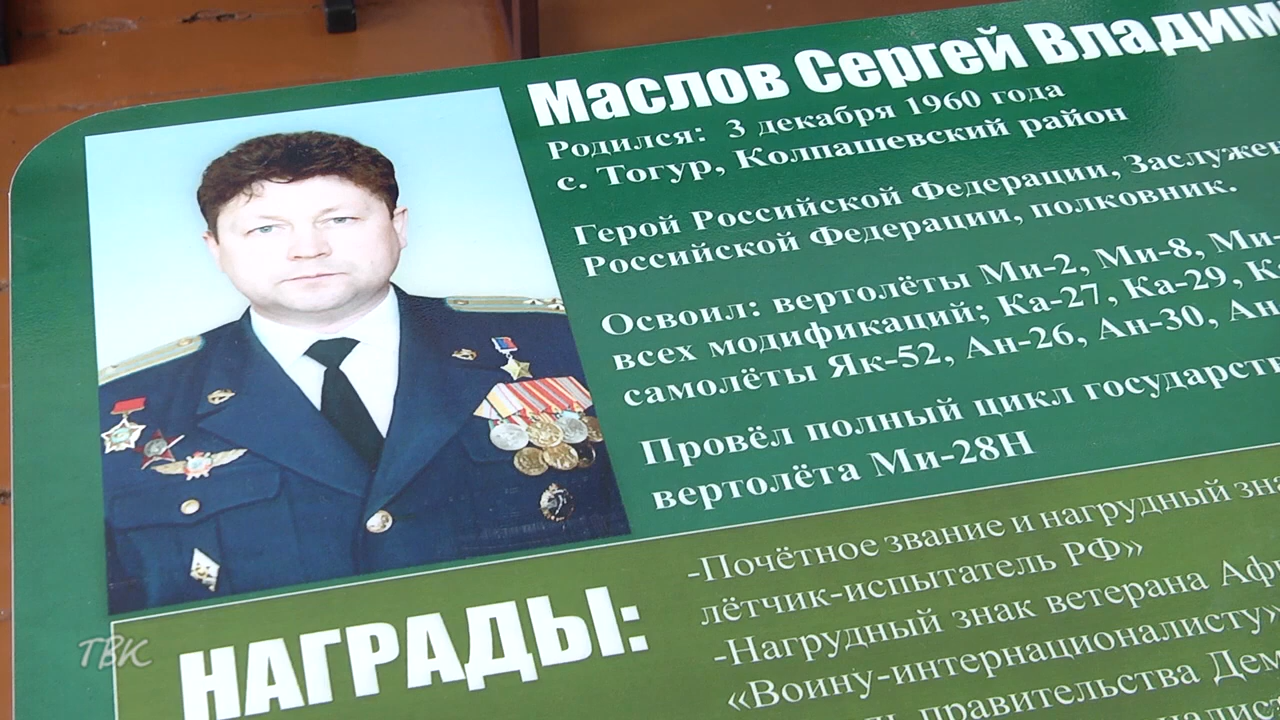 Маслов Сергей Владим
Родился: 3 декабря 1960 года
с. Тогур, Колпашевский район
Герой Российской Федерации, Заслужен
Российской Федерации, полковник.
Освоил: вертолёты Ми-2, Ми-8, Ми-
всех модификаций; Ка-27, Ка-29, Ка
самолёты Як-52, Ан-26, Ан-30, Ан
Провёл полный цикл государств
вертолёта Ми-28Н
НАГРАДЫ:
-Почётное звание и нагрудный зна
лётчик-испытатель РФ»
-Нагрудный знак ветерана Аф
«Воину-интернационалисту»
правительства Дем
ТВК